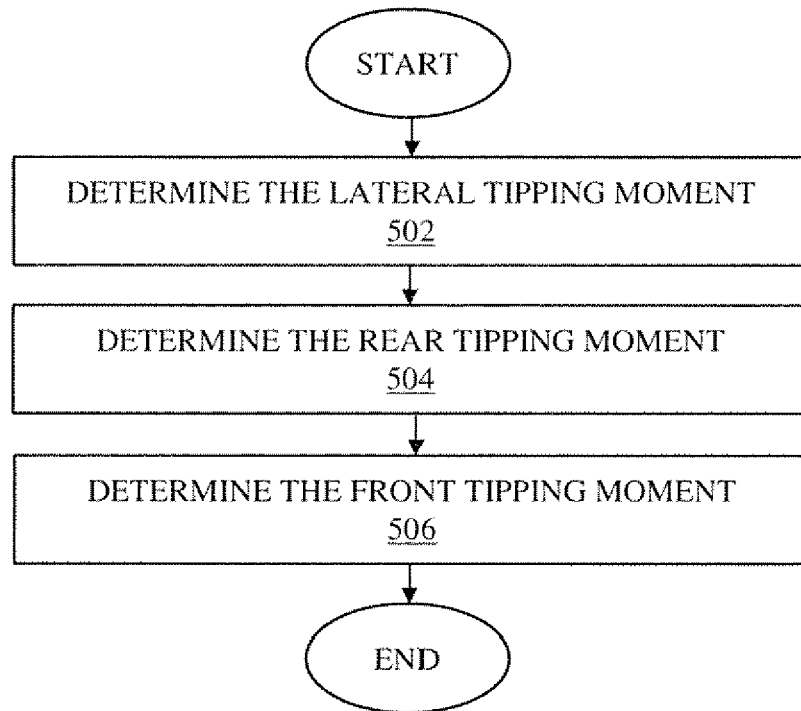 START
DETERMINE THE LATERAL TIPPING MOMENT
502
DETERMINE THE REAR TIPPING MOMENT
504
DETERMINE THE FRONT TIPPING MOMENT
506
END